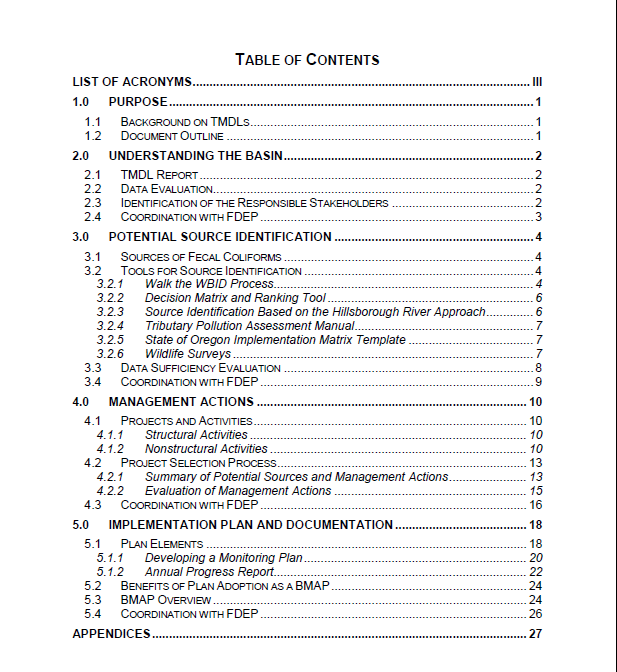 TABLE OF CONTENTS
LIST OF ACRONYMS.......... III
1.0 PURPOSE.......... 1
1.1 BACKGROUND ON TMDLS.......... 1
1.2 DOCUMENT OUTLINE.......... 1
2.0 UNDERSTANDING THE BASIN.......... 2
2.1 TMDL REPORT.......... 2
2.2 DATA EVALUATION.......... 2
2.3 IDENTIFICATION OF THE RESPONSIBLE STAKEHOLDERS.......... 2
2.4 COORDINATION WITH FDEP.......... 3
3.0 POTENTIAL SOURCE IDENTIFICATION.......... 4
3.1 SOURCES OF FECAL COLIFORMS.......... 4
3.2 TOOLS FOR SOURCE IDENTIFICATION.......... 4
3.2.1 Walk the WBID Process.......... 4
3.2.2 Decision Matrix and Ranking Tool.......... 6
3.2.3 Source Identification Based on the Hillsborough River Approach.......... 6
3.2.4 Tributary Pollution Assessment Manual.......... 7
3.2.5 State of Oregon Implementation Matrix Template.......... 7
3.2.6 Wildlife Surveys.......... 7
3.3 DATA SUFFICIENCY EVALUATION.......... 8
3.4 COORDINATION WITH FDEP.......... 9
4.0 MANAGEMENT ACTIONS.......... 10
4.1 PROJECTS AND ACTIVITIES.......... 10
4.1.1 Structural Activities.......... 10
4.1.2 Nonstructural Activities.......... 10
4.2 PROJECT SELECTION PROCESS.......... 13
4.2.1 Summary of Potential Sources and Management Actions.......... 13
4.2.2 Evaluation of Management Actions.......... 15
4.3 COORDINATION WITH FDEP.......... 16
5.0 IMPLEMENTATION PLAN AND DOCUMENTATION.......... 18
5.1 PLAN ELEMENTS.......... 18
5.1.1 Developing a Monitoring Plan.......... 20
5.1.2 Annual Progress Report.......... 22
5.2 BENEFITS OF PLAN ADOPTION AS A BMAP.......... 24
5.3 BMAP OVERVIEW.......... 24
5.4 COORDINATION WITH FDEP.......... 26
APPENDICES.......... 27